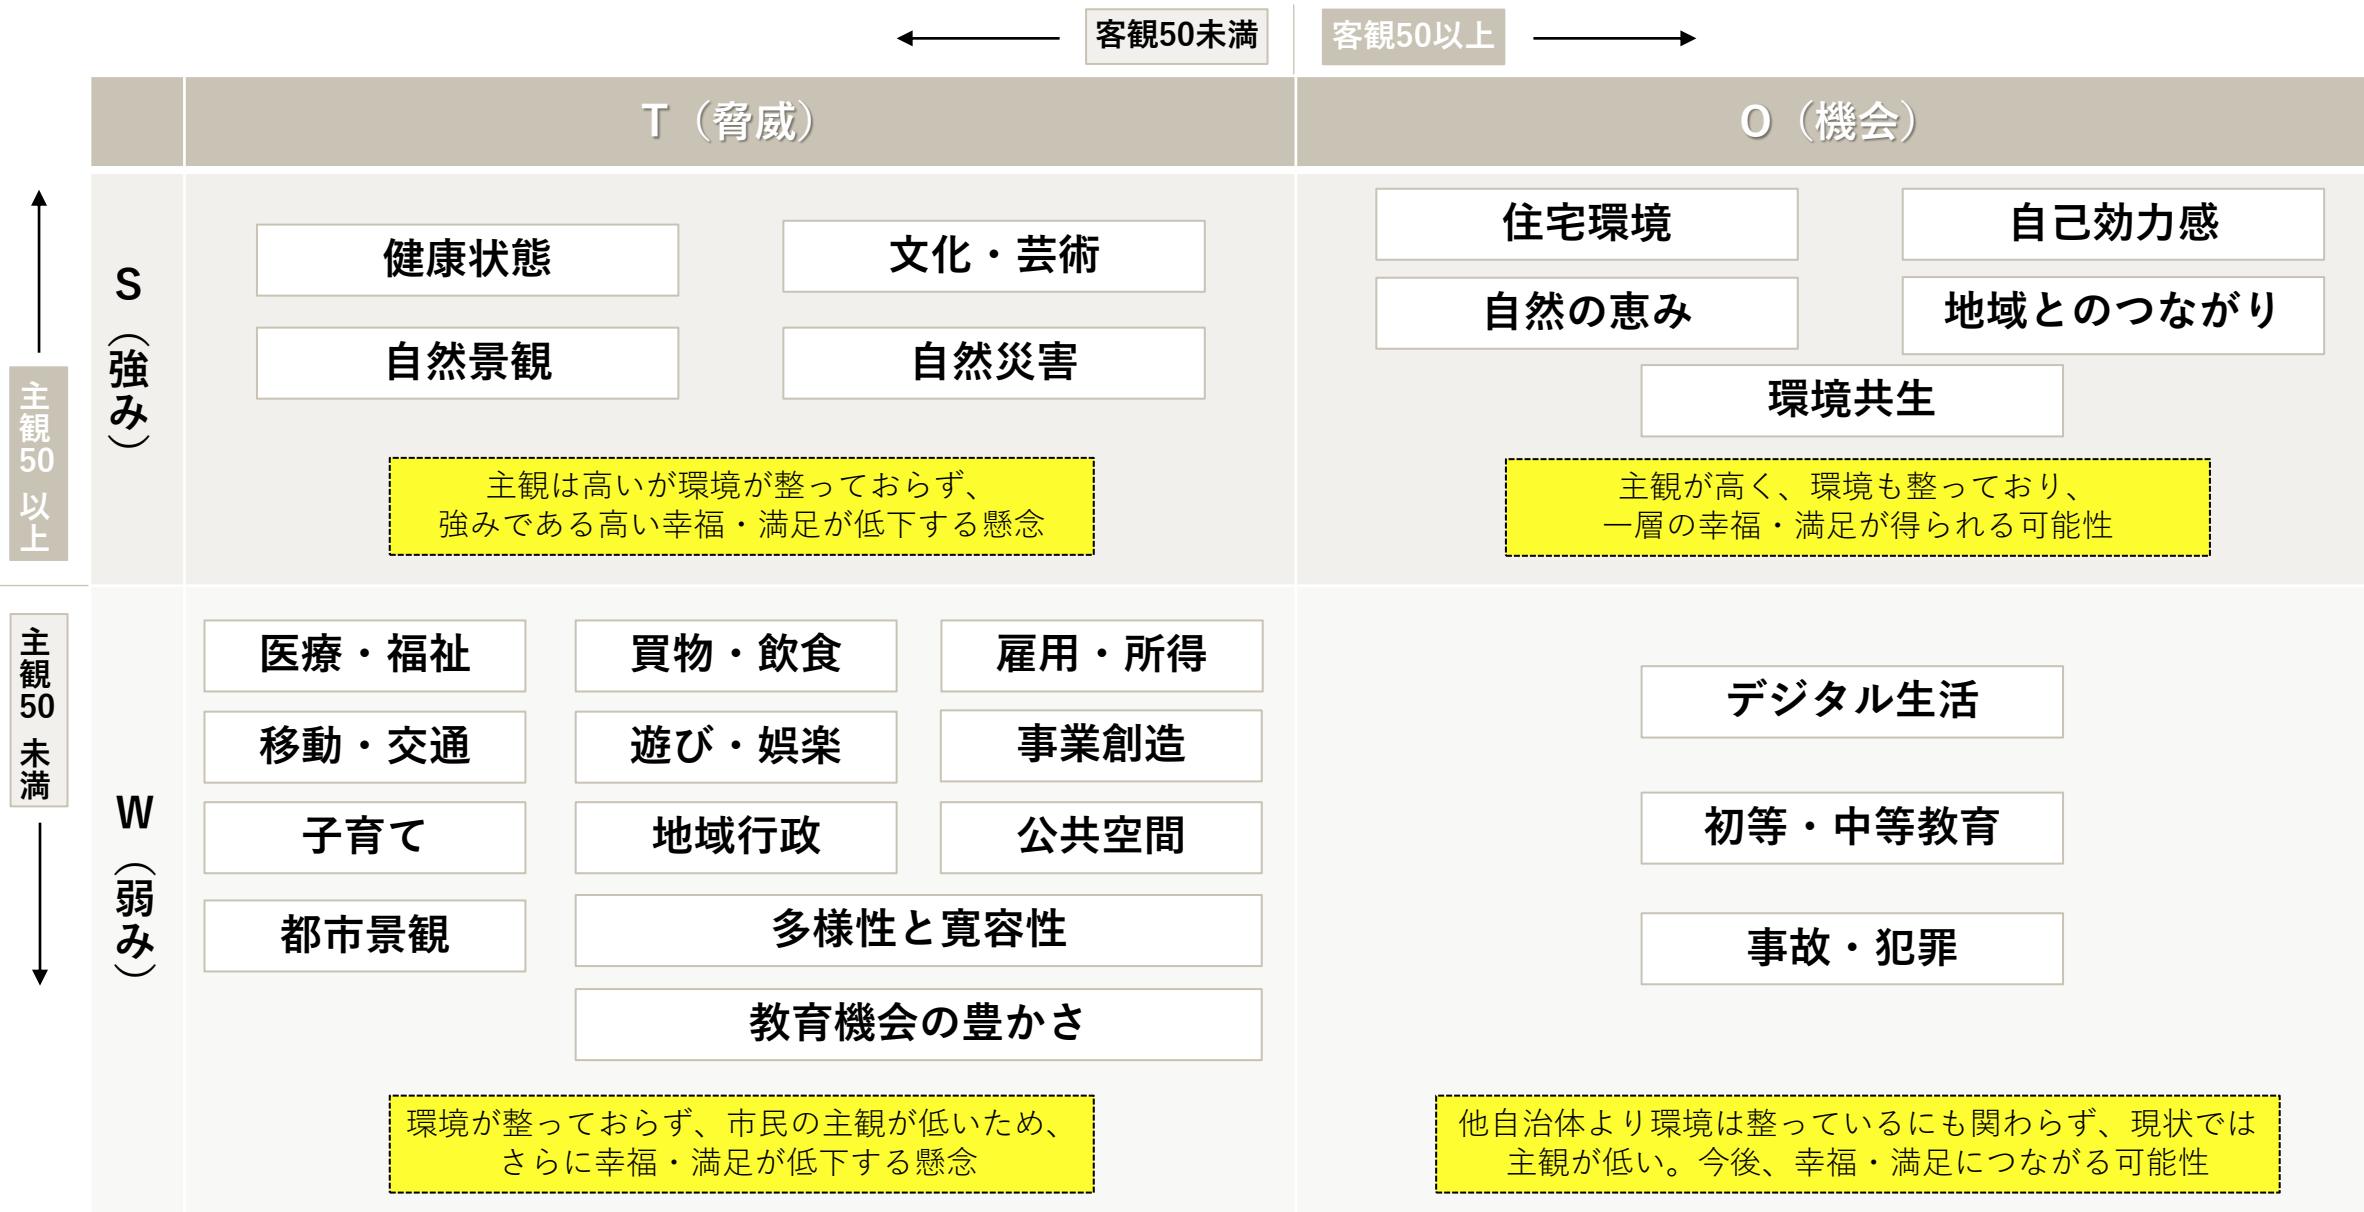 客観50未満
客観50以上
T（脅威）
O（機会）
主観50以上
S（強み）
健康状態
文化・芸術
自然景観
自然災害
主観は高いが環境が整っておらず、
強みである高い幸福・満足が低下する懸念
住宅環境
自己効力感
自然の恵み
地域とのつながり
環境共生
主観が高く、環境も整っており、
一層の幸福・満足が得られる可能性
主観50未満
W（弱み）
医療・福祉
買物・飲食
雇用・所得
移動・交通
遊び・娯楽
事業創造
子育て
地域行政
公共空間
都市景観
多様性と寛容性
教育機会の豊かさ
環境が整っておらず、市民の主観が低いため、
さらに幸福・満足が低下する懸念
デジタル生活
初等・中等教育
事故・犯罪
他自治体より環境は整っているにも関わらず、現状では
主観が低い。今後、幸福・満足につながる可能性